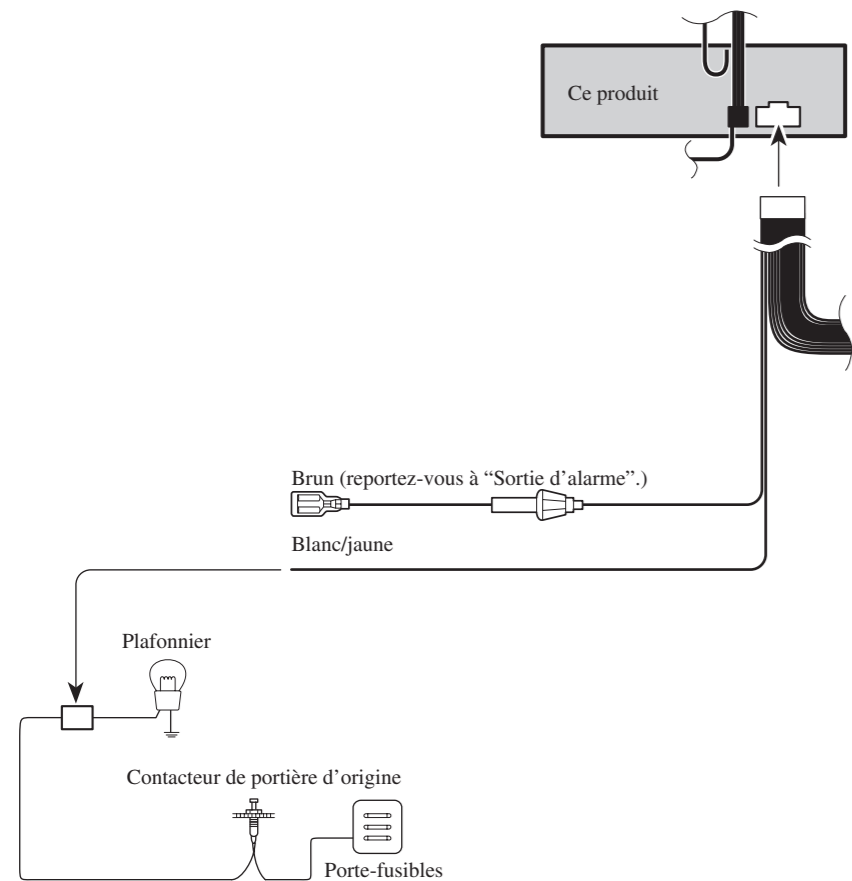 Ce produit
Brun (reportez-vous à “Sortie d’alarme”.)
Blanc/jaune
Plafonnier
Contacteur de portière d’origine
Porte-fusibles